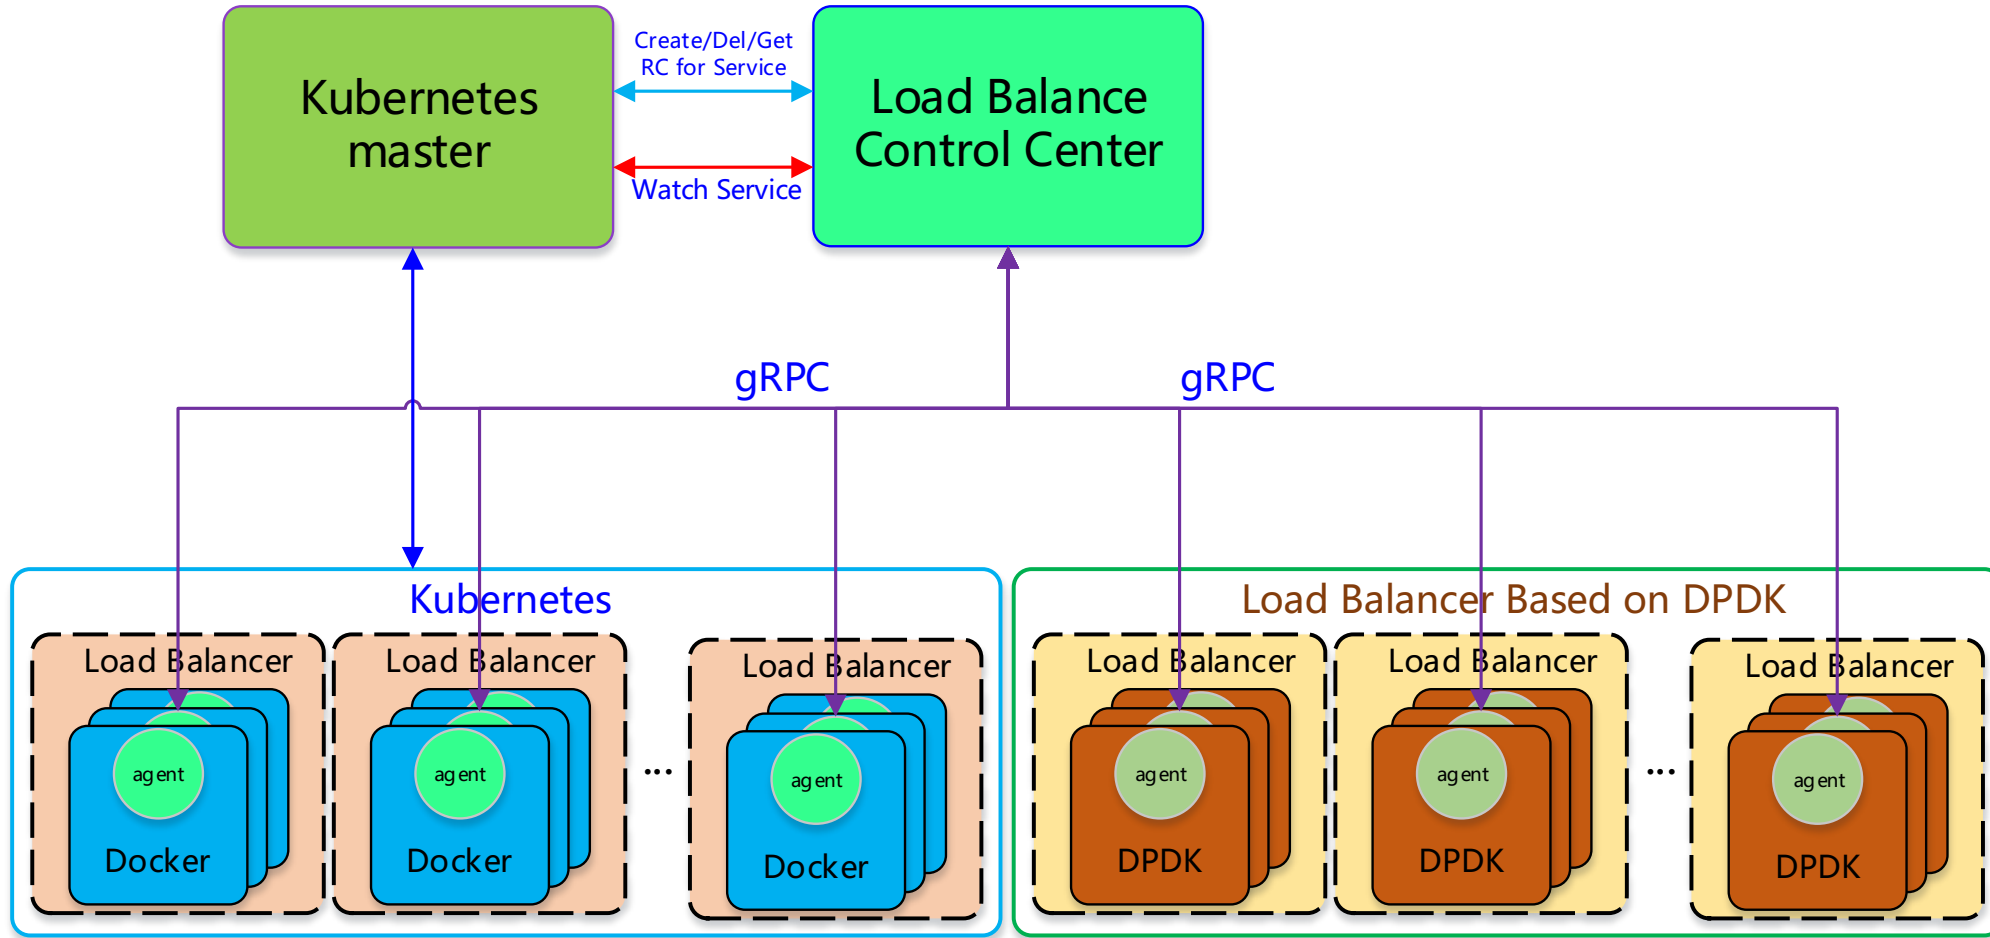 Kubernetes
master
Create/Del/Get
RC for Service
Watch Service
Load Balance
Control Center
gRPC
gRPC
Kubernetes
Load Balancer
agent
Docker
Load Balancer
agent
Docker
...
Load Balancer
agent
Docker
Load Balancer Based on DPDK
Load Balancer
agent
DPDK
Load Balancer
agent
DPDK
...
Load Balancer
agent
DPDK